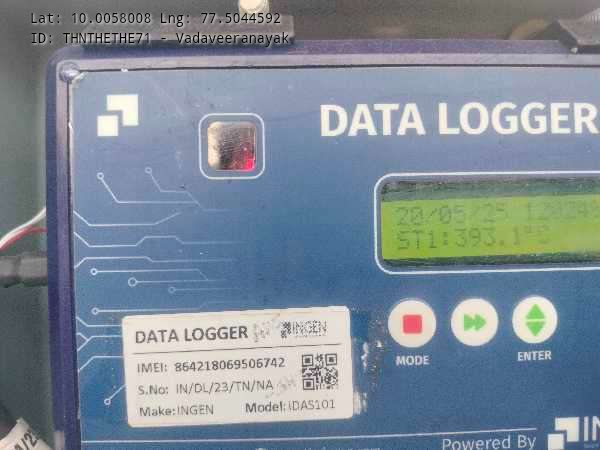 Lat: 10.0058008 Lng: 77.5044592
ID: THNTHETHE71 - Vadaveeranayak
DATA LOGGER
20/05/25
ST1:393.1°C
DATA LOGGER INGEN
IMEI: 864218069506742
S.No: IN/DL/23/TN/NA
Make:INGEN Model:IDAS101
MODE
ENTER
Powered By